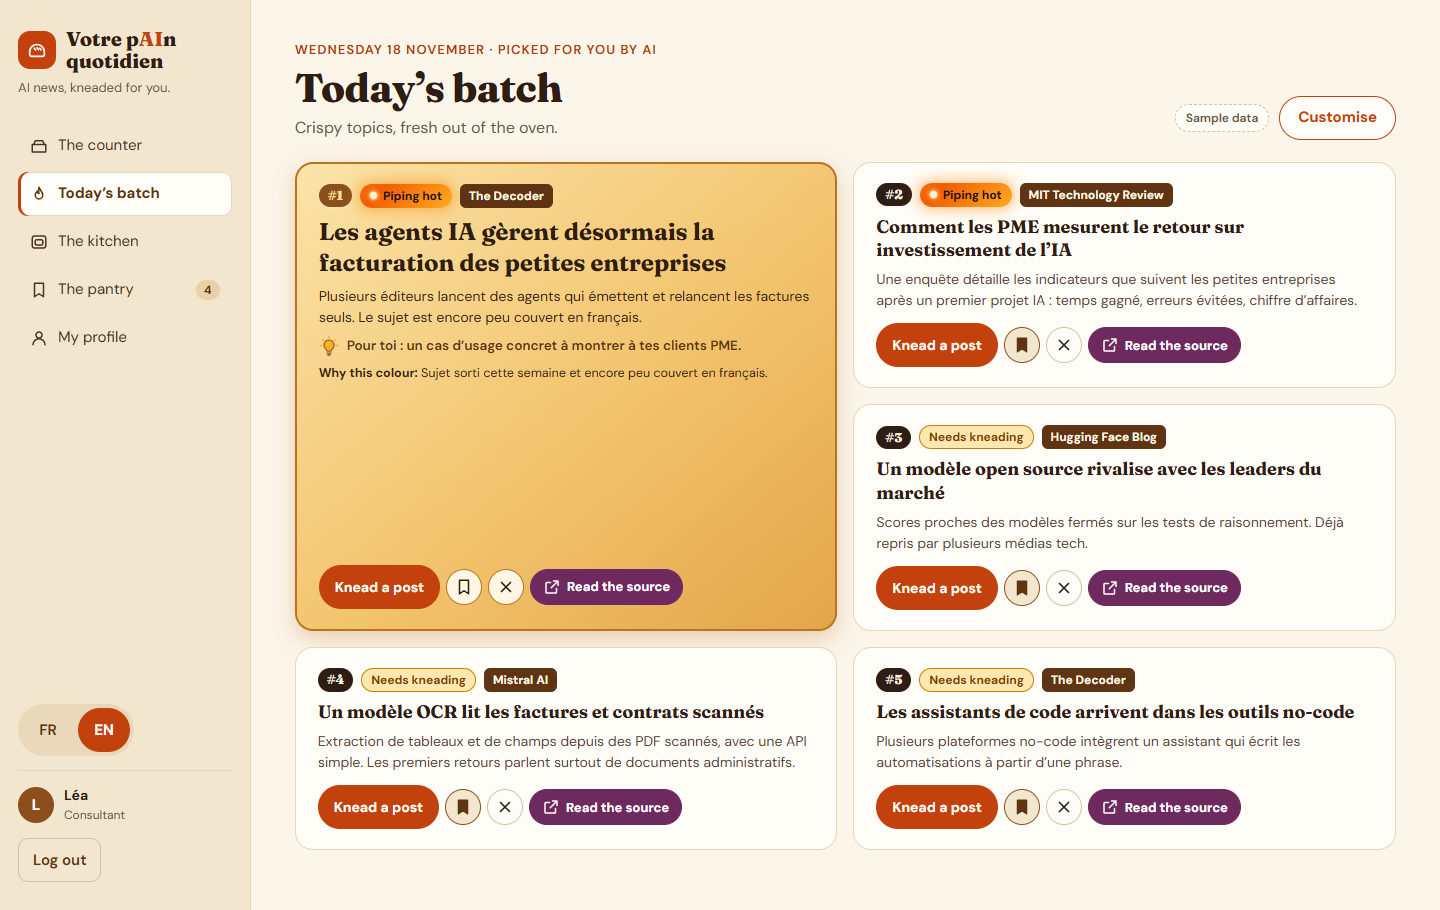 Votre pAIn
quotidien
AI news, kneaded for you.
The counter
Today's batch
The kitchen
The pantry
4
My profile
FR
EN
L
Léa
Consultant
Log out
WEDNESDAY 18 NOVEMBER · PICKED FOR YOU BY AI
Today's batch
Crispy topics, fresh out of the oven.
Sample data
Customise
#1
Piping hot
The Decoder
Les agents IA gèrent désormais la
facturation des petites entreprises
Plusieurs éditeurs lancent des agents qui émettent et relancent les factures
seuls. Le sujet est encore peu couvert en français.
Pour toi : un cas d'usage concret à montrer à tes clients PME.
Why this colour: Sujet sorti cette semaine et encore peu couvert en français.
Knead a post
Read the source
#2
Piping hot
MIT Technology Review
Comment les PME mesurent le retour sur
investissement de l'IA
Une enquête détaille les indicateurs que suivent les petites entreprises
après un premier projet IA : temps gagné, erreurs évitées, chiffre d'affaires.
Knead a post
Read the source
#3
Needs kneading
Hugging Face Blog
Un modèle open source rivalise avec les leaders du
marché
Scores proches des modèles fermés sur les tests de raisonnement. Déjà
repris par plusieurs médias tech.
Knead a post
Read the source
#4
Needs kneading
Mistral AI
Un modèle OCR lit les factures et contrats scannés
Extraction de tableaux et de champs depuis des PDF scannés, avec une API
simple. Les premiers retours parlent surtout de documents administratifs.
Knead a post
Read the source
#5
Needs kneading
The Decoder
Les assistants de code arrivent dans les outils no-code
Plusieurs plateformes no-code intègrent un assistant qui écrit les
automatisations à partir d'une phrase.
Knead a post
Read the source